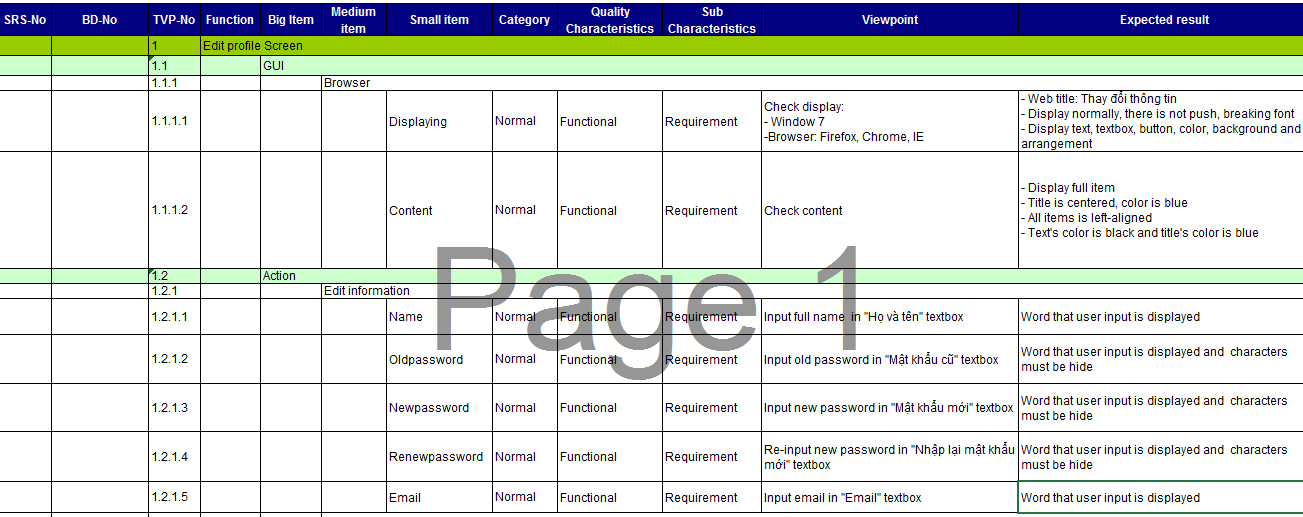 SRS-No BD-No TVP-No Function Big Item Medium item Small item Category Quality Characteristics Sub Characteristics Viewpoint Expected result
1 Edit profile Screen
1.1 GUI
1.1.1 Browser
1.1.1.1 Displaying Normal Functional Requirement
Check display:
- Window 7
-Browser: Firefox, Chrome, IE
- Web title: Thay đổi thông tin
- Display normally, there is not push, breaking font
- Display text, textbox, button, color, background and
arrangement
1.1.1.2 Content Normal Functional Requirement Check content
- Display full item
- Title is centered, color is blue
- All items is left-aligned
- Text's color is black and title's color is blue
1.2 Action
1.2.1 Edit information
1.2.1.1 Name Normal Functional Requirement Input full name in "Họ và tên" textbox Word that user input is displayed
1.2.1.2 Oldpassword Normal Functional Requirement Input old password in "Mật khẩu cũ" textbox
Word that user input is displayed and characters
must be hide
1.2.1.3 Newpassword Normal Functional Requirement Input new password in "Mật khẩu mới" textbox
Word that user input is displayed and characters
must be hide
1.2.1.4 Renewpassword Normal Functional Requirement
Re-input new password in "Nhập lại mật khẩu
mới" textbox
Word that user input is displayed and characters
must be hide
1.2.1.5 Email Normal Functional Requirement Input email in "Email" textbox Word that user input is displayed
Page 1